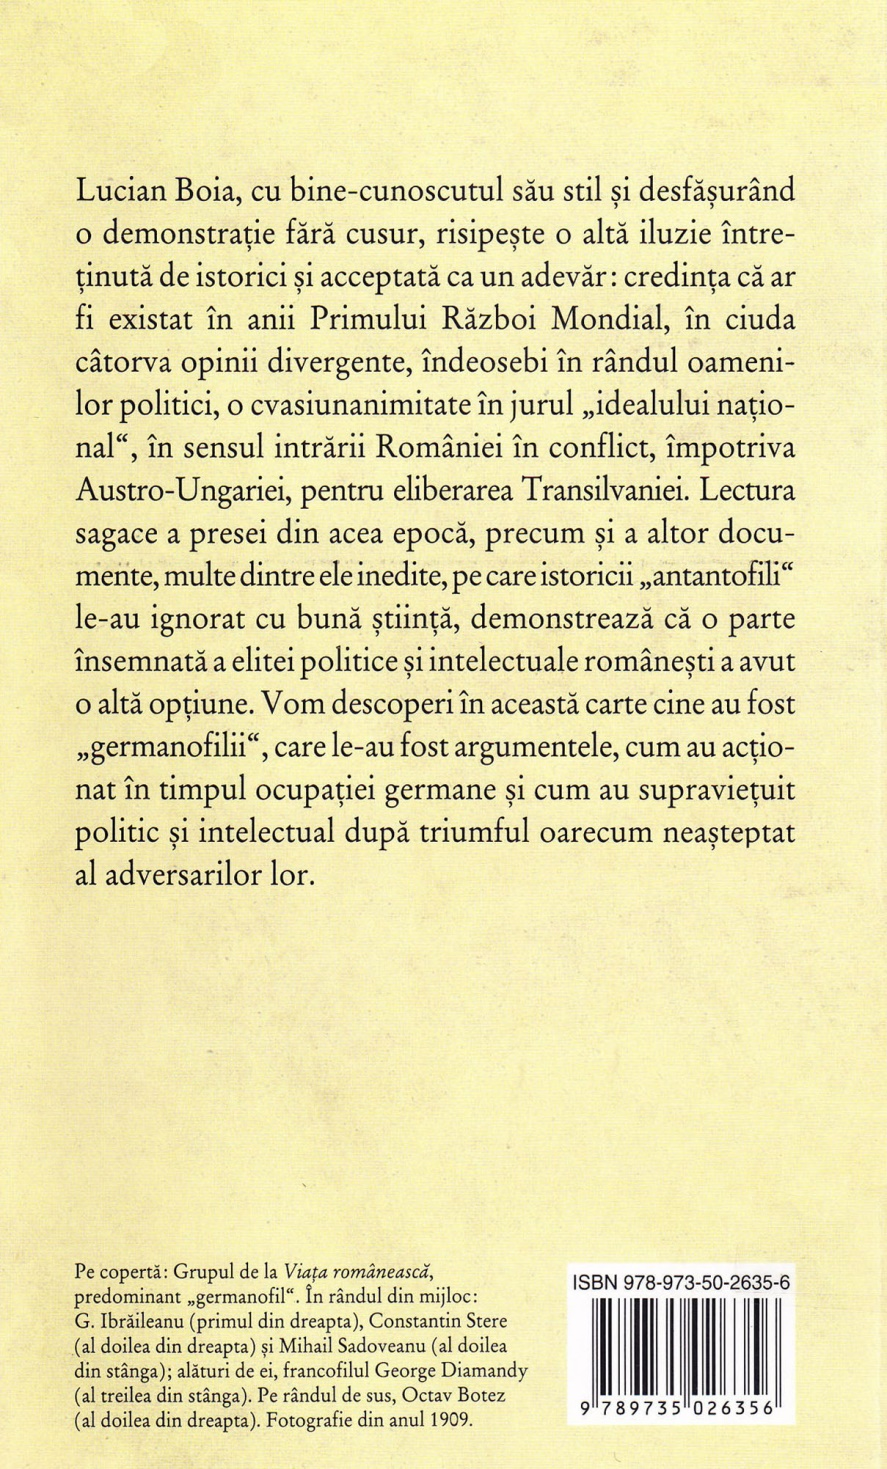 Lucian Boia, cu bine-cunoscutul său stil și desfășurând
o demonstrație fără cusur, risipește o altă iluzie între-
ținută de istorici și acceptată ca un adevăr: credința că ar
fi existat în anii Primului Război Mondial, în ciuda
câtorva opinii divergente, îndeosebi în rândul oameni-
lor politici, o cvasiunanimitate în jurul „idealului națio-
nal“, în sensul intrării României în conflict, împotriva
Austro-Ungariei, pentru eliberarea Transilvaniei. Lectura
sagace a presei din acea epocă, precum și a altor docu-
mente, multe dintre ele inedite, pe care istoricii „antantofili“
le-au ignorat cu bună știință, demonstrează că o parte
însemnată a elitei politice și intelectuale românești a avut
o altă opțiune. Vom descoperi în această carte cine au fost
„germanofilii“, care le-au fost argumentele, cum au acțio-
nat în timpul ocupației germane și cum au supraviețuit
politic și intelectual după triumful oarecum neașteptat
al adversarilor lor.
Pe copertă: Grupul de la Viața românească,
predominant „germanofil“. În rândul din mijloc:
G. Ibrăileanu (primul din dreapta), Constantin Stere
(al doilea din dreapta) și Mihail Sadoveanu (al doilea
din stânga); alături de ei, francofilul George Diamandy
(al treilea din stânga). Pe rândul de sus, Octav Botez
(al doilea din dreapta). Fotografie din anul 1909.
ISBN 978-973-50-2635-6
9 789735 026356